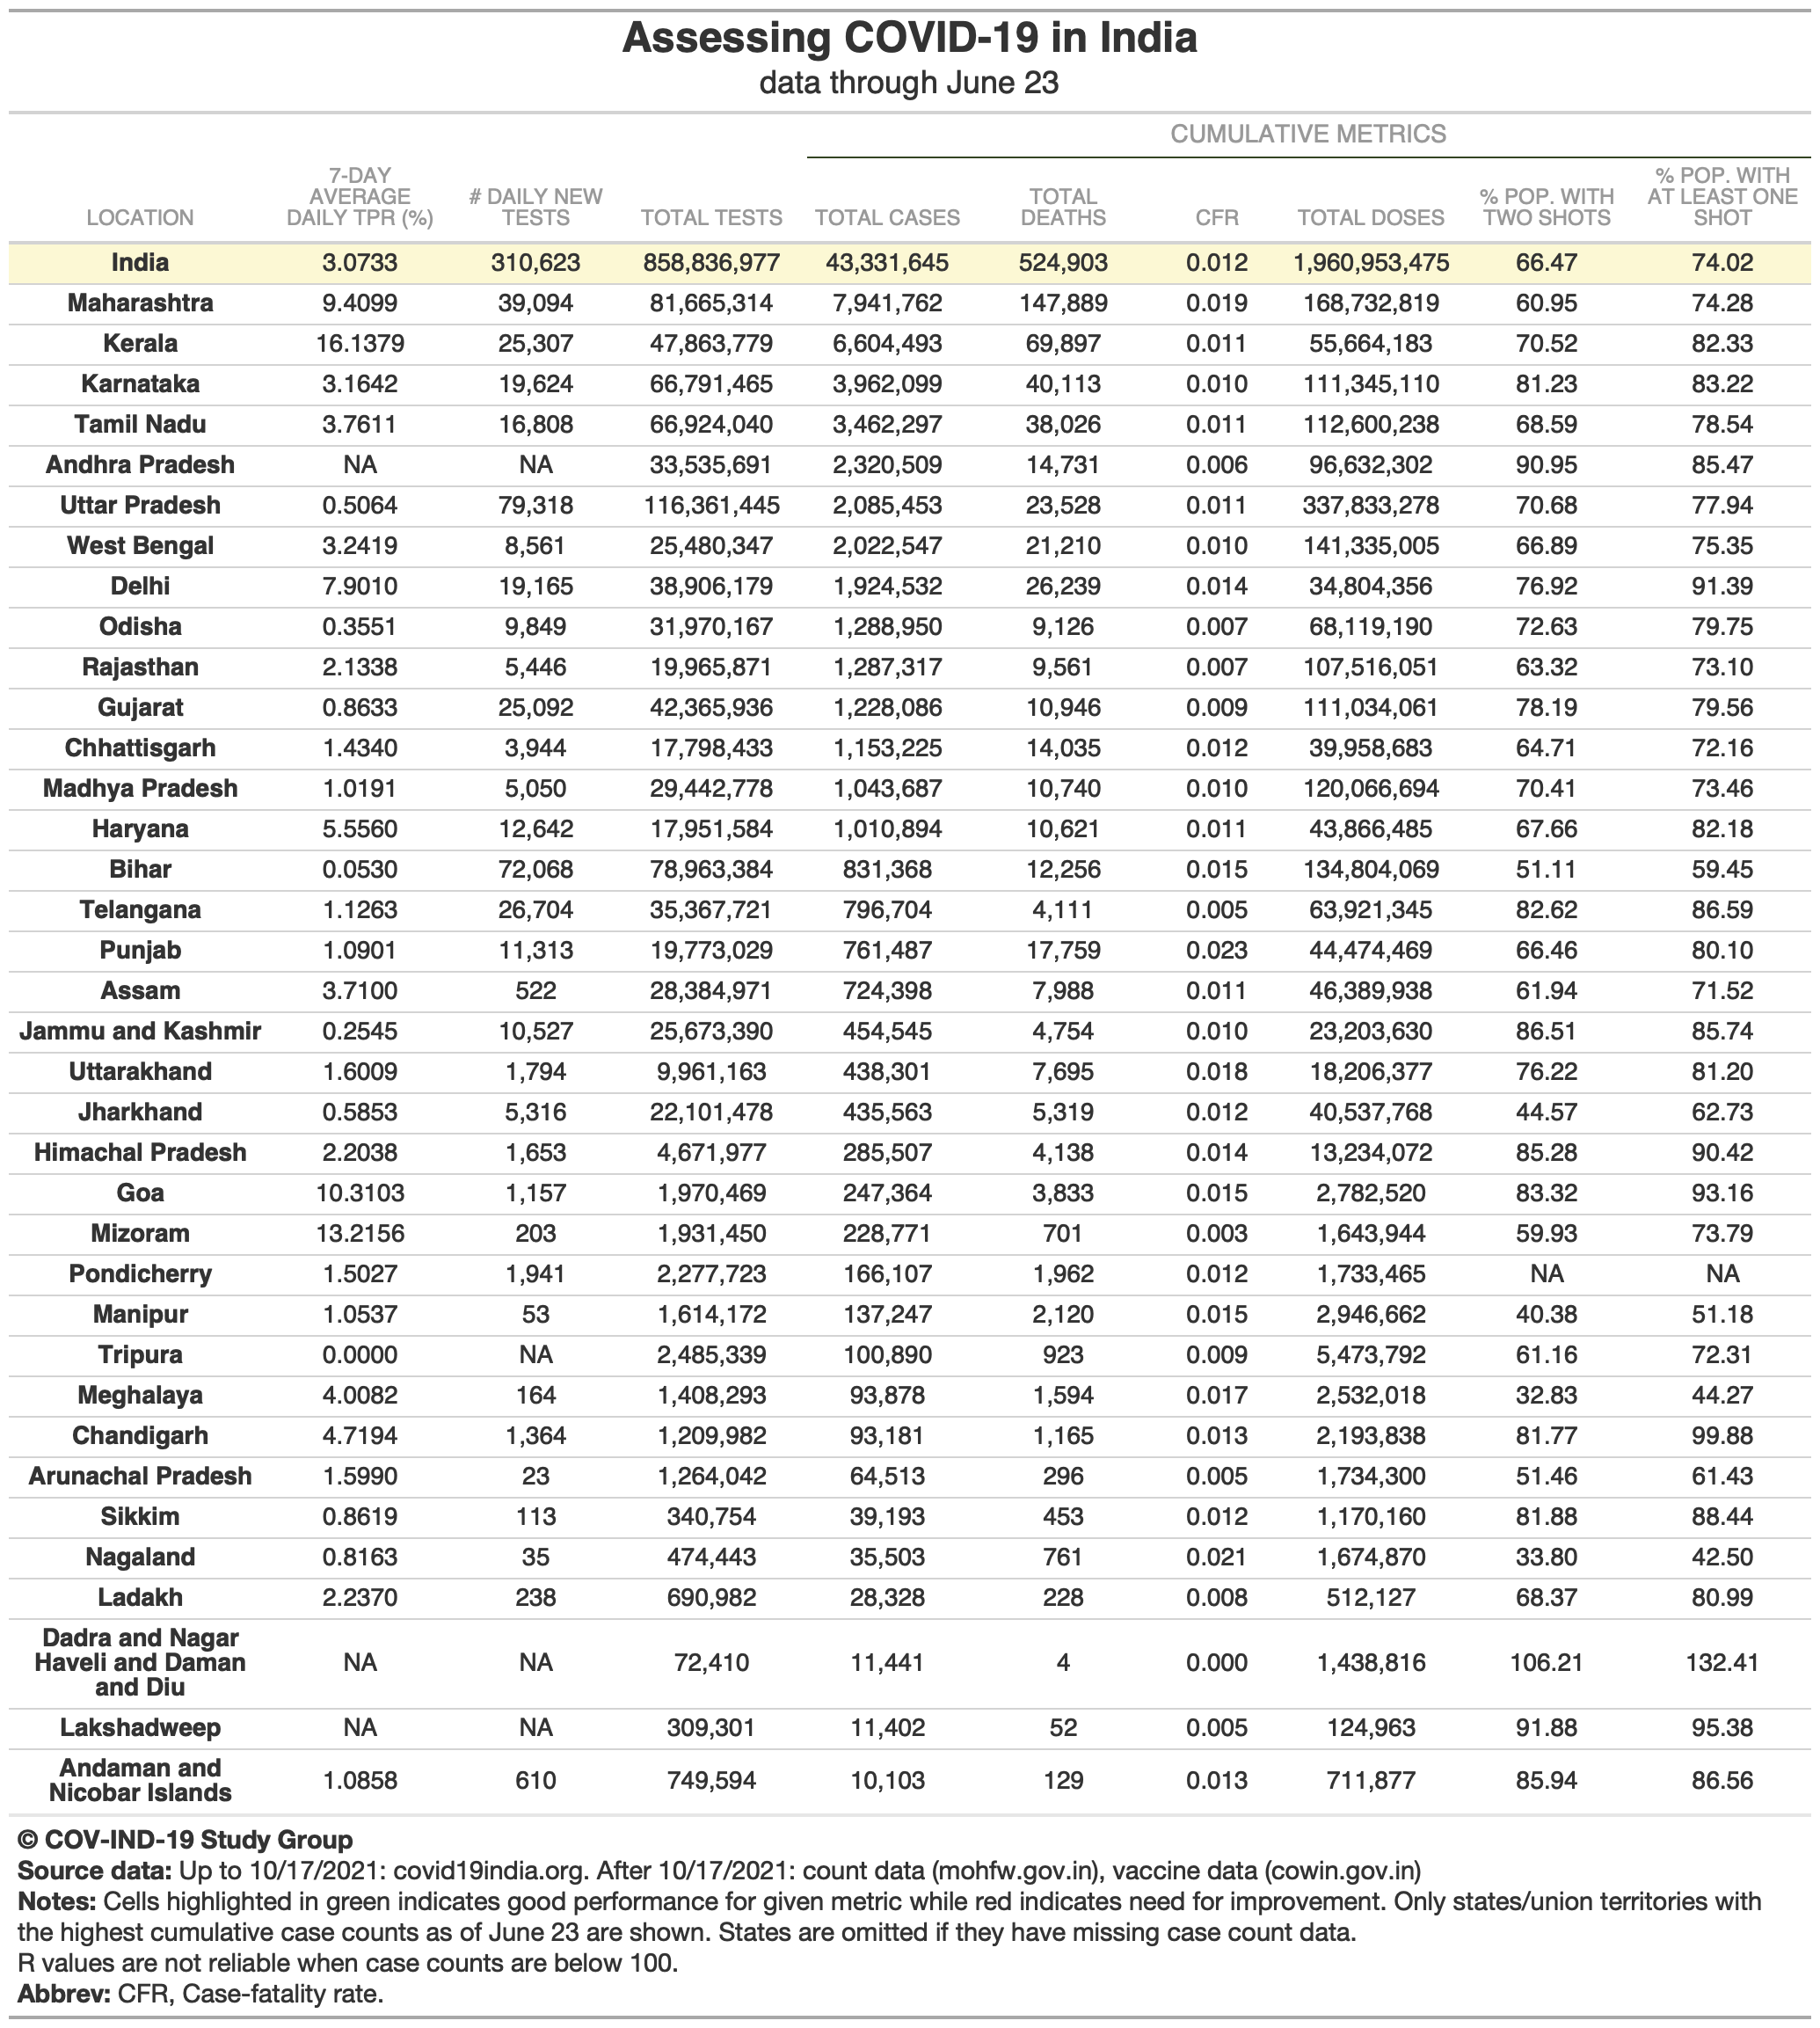 Assessing COVID-19 in India
data through June 23
CUMULATIVE METRICS
LOCATION 7-DAY AVERAGE DAILY TPR (%) # DAILY NEW TESTS TOTAL TESTS TOTAL CASES TOTAL DEATHS CFR TOTAL DOSES % POP. WITH TWO SHOTS % POP. WITH AT LEAST ONE SHOT
India 3.0733 310,623 858,836,977 43,331,645 524,903 0.012 1,960,953,475 66.47 74.02
Maharashtra 9.4099 39,094 81,665,314 7,941,762 147,889 0.019 168,732,819 60.95 74.28
Kerala 16.1379 25,307 47,863,779 6,604,493 69,897 0.011 55,664,183 70.52 82.33
Karnataka 3.1642 19,624 66,791,465 3,962,099 40,113 0.010 111,345,110 81.23 83.22
Tamil Nadu 3.7611 16,808 66,924,040 3,462,297 38,026 0.011 112,600,238 68.59 78.54
Andhra Pradesh NA NA 33,535,691 2,320,509 14,731 0.006 96,632,302 90.95 85.47
Uttar Pradesh 0.5064 79,318 116,361,445 2,085,453 23,528 0.011 337,833,278 70.68 77.94
West Bengal 3.2419 8,561 25,480,347 2,022,547 21,210 0.010 141,335,005 66.89 75.35
Delhi 7.9010 19,165 38,906,179 1,924,532 26,239 0.014 34,804,356 76.92 91.39
Odisha 0.3551 9,849 31,970,167 1,288,950 9,126 0.007 68,119,190 72.63 79.75
Rajasthan 2.1338 5,446 19,965,871 1,287,317 9,561 0.007 107,516,051 63.32 73.10
Gujarat 0.8633 25,092 42,365,936 1,228,086 10,946 0.009 111,034,061 78.19 79.56
Chhattisgarh 1.4340 3,944 17,798,433 1,153,225 14,035 0.012 39,958,683 64.71 72.16
Madhya Pradesh 1.0191 5,050 29,442,778 1,043,687 10,740 0.010 120,066,694 70.41 73.46
Haryana 5.5560 12,642 17,951,584 1,010,894 10,621 0.011 43,866,485 67.66 82.18
Bihar 0.0530 72,068 78,963,384 831,368 12,256 0.015 134,804,069 51.11 59.45
Telangana 1.1263 26,704 35,367,721 796,704 4,111 0.005 63,921,345 82.62 86.59
Punjab 1.0901 11,313 19,773,029 761,487 17,759 0.023 44,474,469 66.46 80.10
Assam 3.7100 522 28,384,971 724,398 7,988 0.011 46,389,938 61.94 71.52
Jammu and Kashmir 0.2545 10,527 25,673,390 454,545 4,754 0.010 23,203,630 86.51 85.74
Uttarakhand 1.6009 1,794 9,961,163 438,301 7,695 0.018 18,206,377 76.22 81.20
Jharkhand 0.5853 5,316 22,101,478 435,563 5,319 0.012 40,537,768 44.57 62.73
Himachal Pradesh 2.2038 1,653 4,671,977 285,507 4,138 0.014 13,234,072 85.28 90.42
Goa 10.3103 1,157 1,970,469 247,364 3,833 0.015 2,782,520 83.32 93.16
Mizoram 13.2156 203 1,931,450 228,771 701 0.003 1,643,944 59.93 73.79
Pondicherry 1.5027 1,941 2,277,723 166,107 1,962 0.012 1,733,465 NA NA
Manipur 1.0537 53 1,614,172 137,247 2,120 0.015 2,946,662 40.38 51.18
Tripura 0.0000 NA 2,485,339 100,890 923 0.009 5,473,792 61.16 72.31
Meghalaya 4.0082 164 1,408,293 93,878 1,594 0.017 2,532,018 32.83 44.27
Chandigarh 4.7194 1,364 1,209,982 93,181 1,165 0.013 2,193,838 81.77 99.88
Arunachal Pradesh 1.5990 23 1,264,042 64,513 296 0.005 1,734,300 51.46 61.43
Sikkim 0.8619 113 340,754 39,193 453 0.012 1,170,160 81.88 88.44
Nagaland 0.8163 35 474,443 35,503 761 0.021 1,674,870 33.80 42.50
Ladakh 2.2370 238 690,982 28,328 228 0.008 512,127 68.37 80.99
Dadra and Nagar Haveli and Daman and Diu NA NA 72,410 11,441 4 0.000 1,438,816 106.21 132.41
Lakshadweep NA NA 309,301 11,402 52 0.005 124,963 91.88 95.38
Andaman and Nicobar Islands 1.0858 610 749,594 10,103 129 0.013 711,877 85.94 86.56
© COV-IND-19 Study Group
Source data: Up to 10/17/2021: covid19india.org. After 10/17/2021: count data (mohfw.gov.in), vaccine data (cowin.gov.in)
Notes: Cells highlighted in green indicates good performance for given metric while red indicates need for improvement. Only states/union territories with
the highest cumulative case counts as of June 23 are shown. States are omitted if they have missing case count data.
R values are not reliable when case counts are below 100.
Abbrev: CFR, Case-fatality rate.